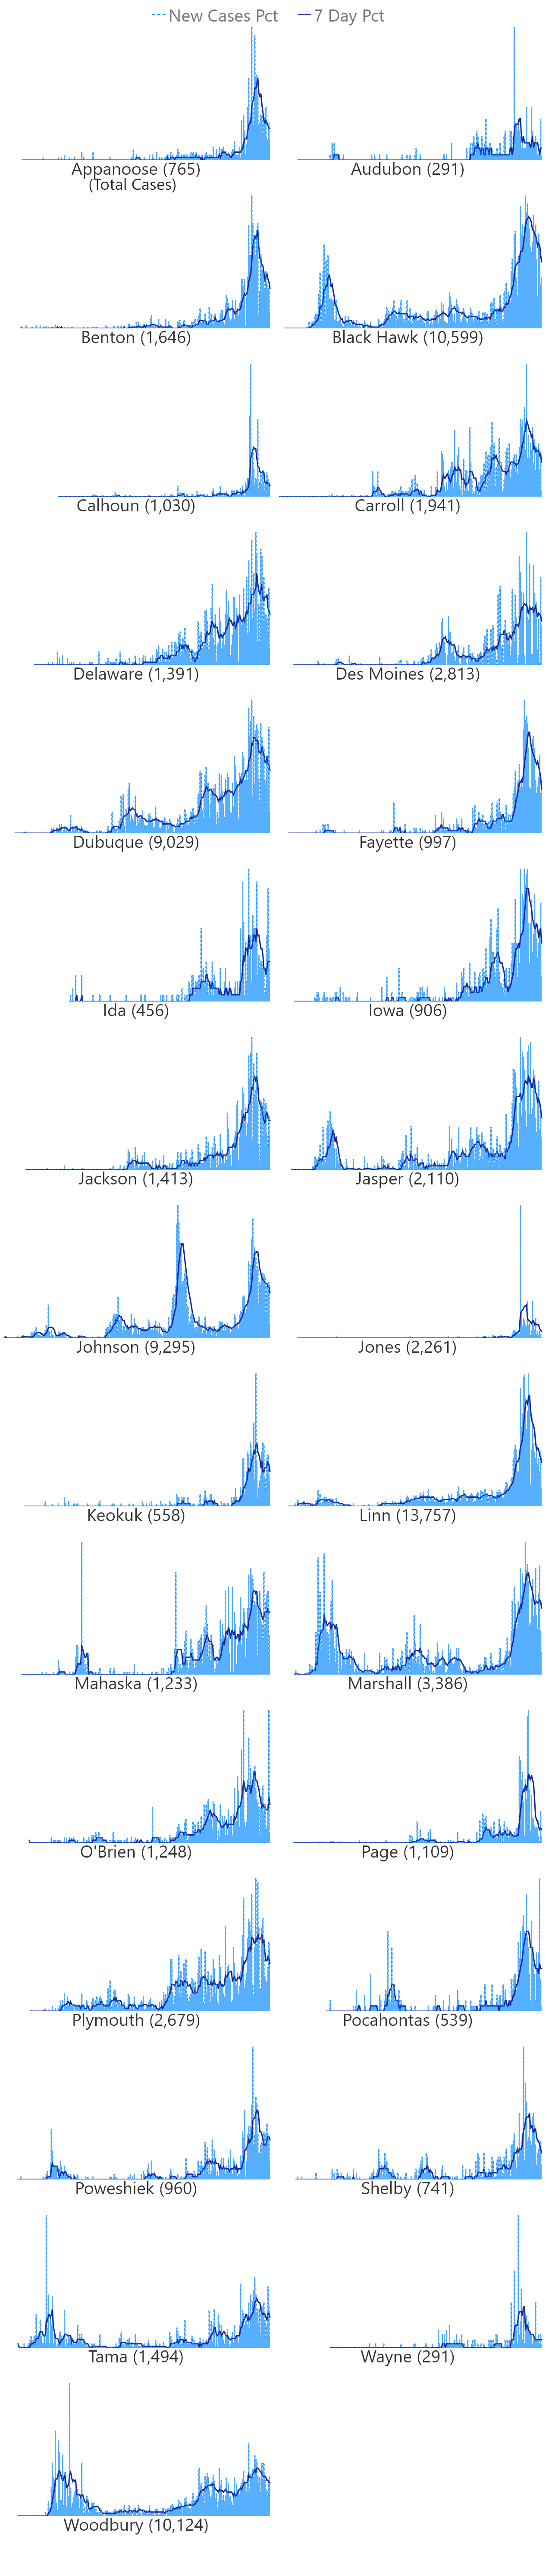 New Cases Pct 7 Day Pct
Appanoose (765)
(Total Cases)
Audubon (291)
Benton (1,646)
Black Hawk (10,599)
Calhoun (1,030)
Carroll (1,941)
Delaware (1,391)
Des Moines (2,813)
Dubuque (9,029)
Fayette (997)
Ida (456)
Iowa (906)
Jackson (1,413)
Jasper (2,110)
Johnson (9,295)
Jones (2,261)
Keokuk (558)
Linn (13,757)
Mahaska (1,233)
Marshall (3,386)
O'Brien (1,248)
Page (1,109)
Plymouth (2,679)
Pocahontas (539)
Poweshiek (960)
Shelby (741)
Tama (1,494)
Wayne (291)
Woodbury (10,124)